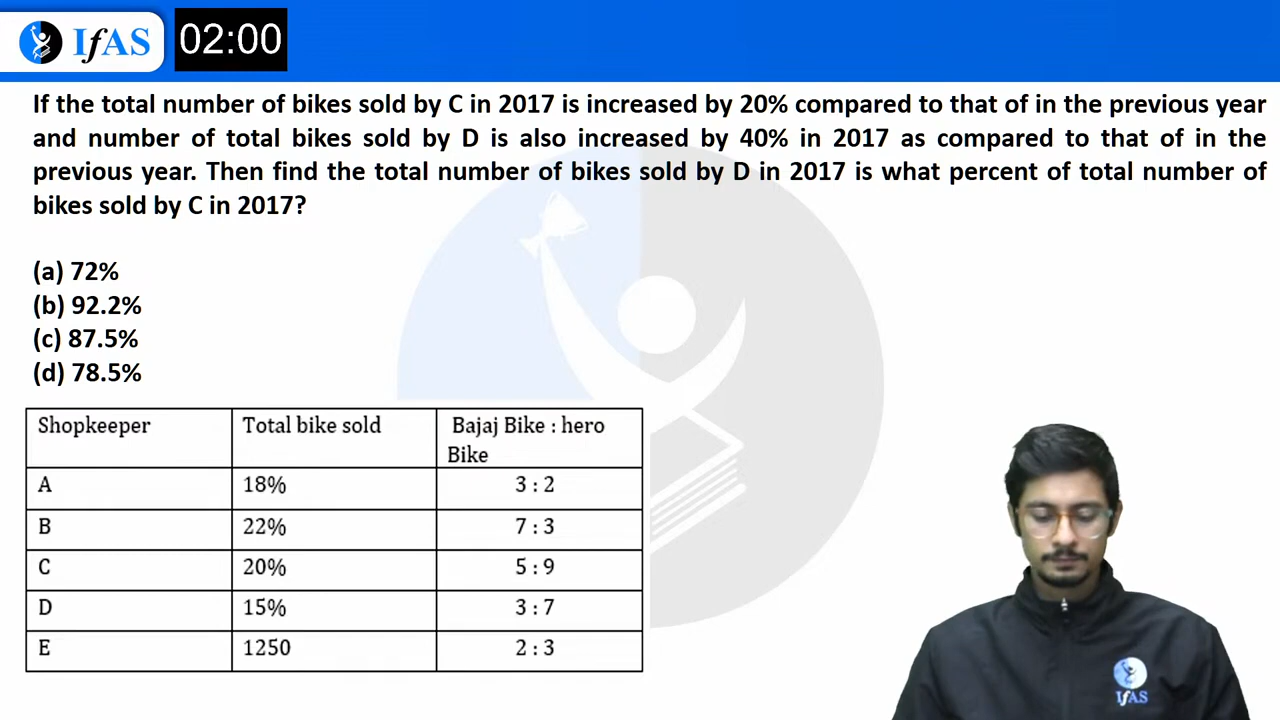 IfAS
02:00
If the total number of bikes sold by C in 2017 is increased by 20% compared to that of in the previous year
and number of total bikes sold by D is also increased by 40% in 2017 as compared to that of in the
previous year. Then find the total number of bikes sold by D in 2017 is what percent of total number of
bikes sold by C in 2017?
(a) 72%
(b) 92.2%
(c) 87.5%
(d) 78.5%
Shopkeeper Total bike sold Bajaj Bike : hero
Bike
A 18% 3 : 2
B 22% 7 : 3
C 20% 5 : 9
D 15% 3 : 7
E 1250 2 : 3
IfAS